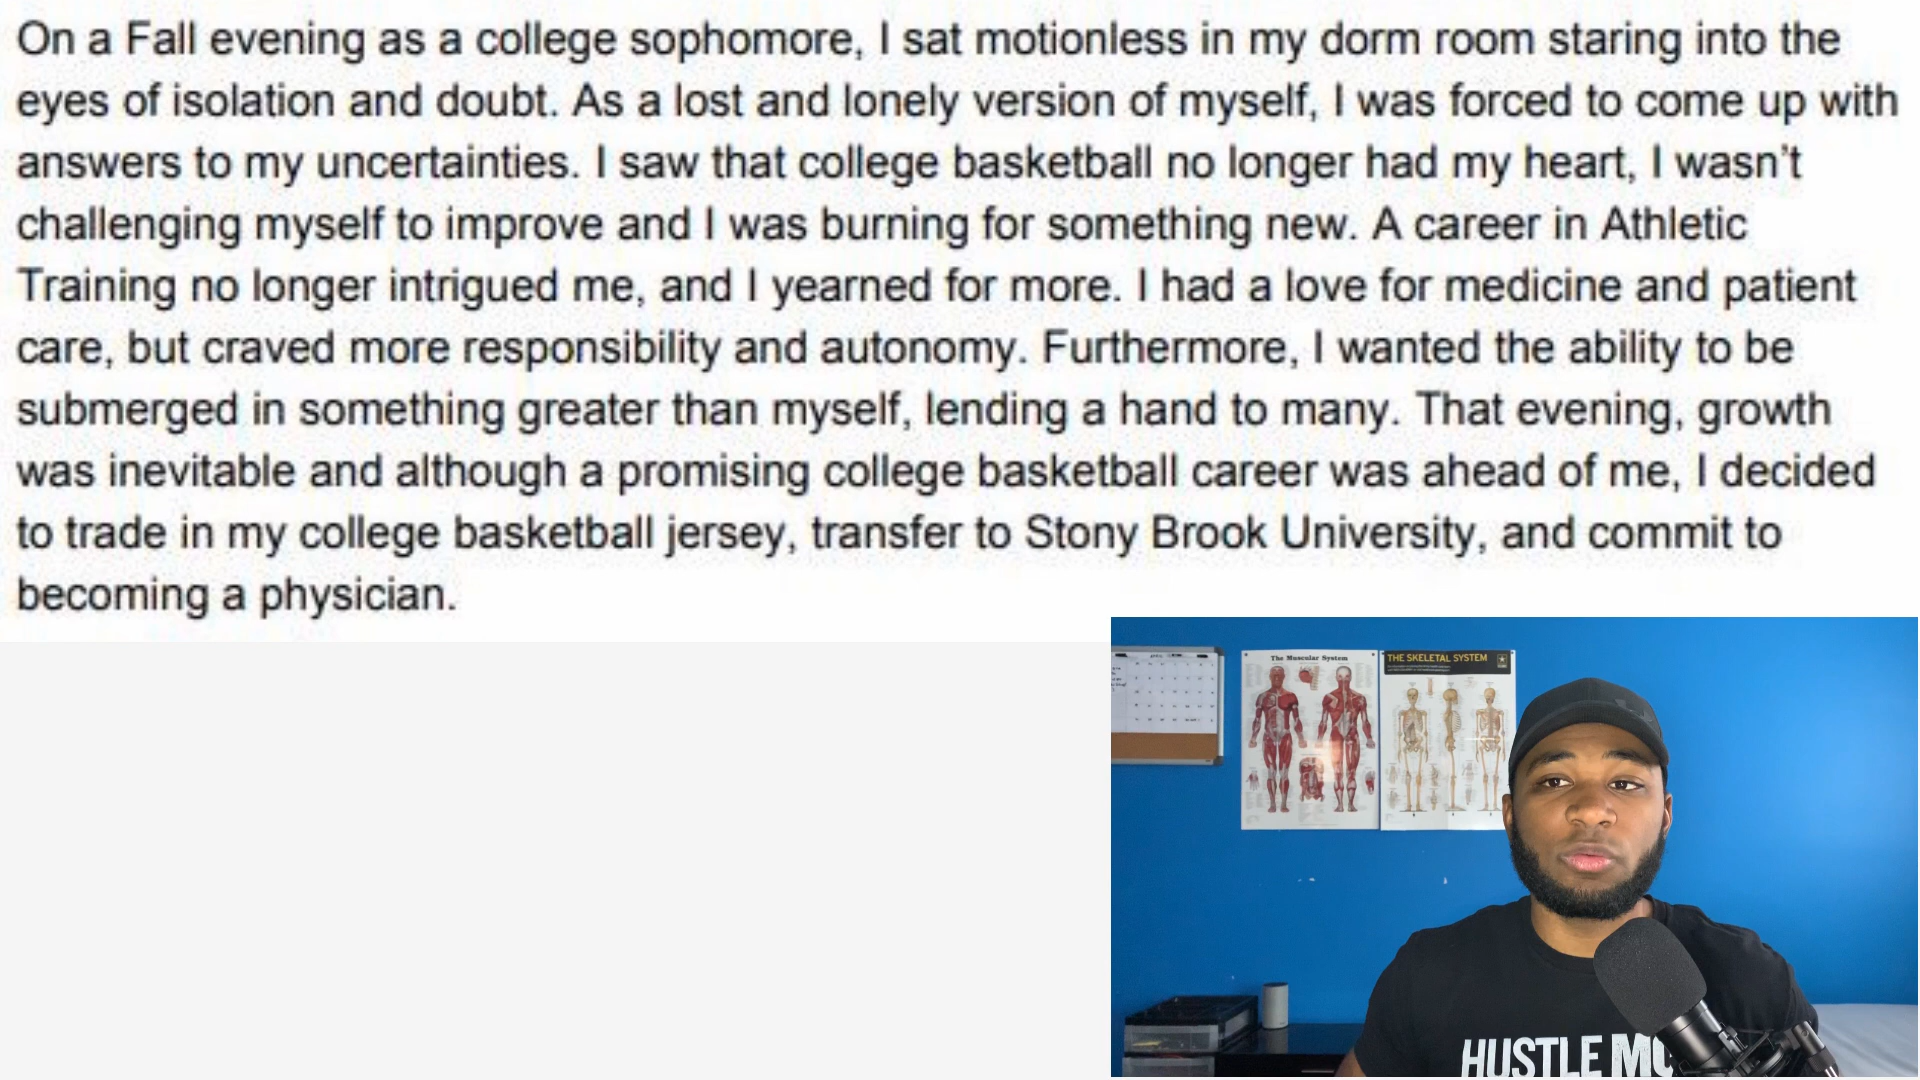 On a Fall evening as a college sophomore, I sat motionless in my dorm room staring into the
eyes of isolation and doubt. As a lost and lonely version of myself, I was forced to come up with
answers to my uncertainties. I saw that college basketball no longer had my heart, I wasn't
challenging myself to improve and I was burning for something new. A career in Athletic
Training no longer intrigued me, and I yearned for more. I had a love for medicine and patient
care, but craved more responsibility and autonomy. Furthermore, I wanted the ability to be
submerged in something greater than myself, lending a hand to many. That evening, growth
was inevitable and although a promising college basketball career was ahead of me, I decided
to trade in my college basketball jersey, transfer to Stony Brook University, and commit to
becoming a physician.
The Muscular System
THE SKELETAL SYSTEM
HUSTLE